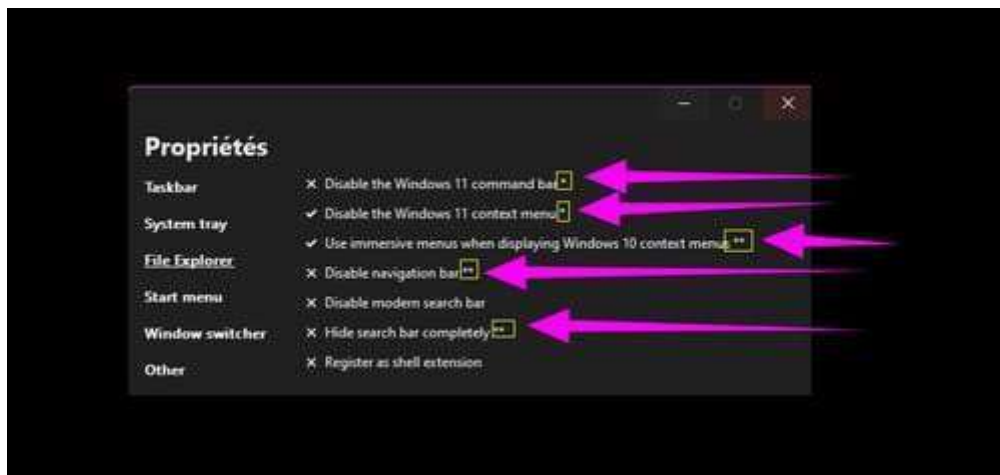 Propriétés
Taskbar
System tray
File Explorer
Start menu
Window switcher
Other
Disable the Windows 11 command bar *
Disable the Windows 11 context menu *
Use immersive menus when displaying Windows 10 context menus **
Disable navigation bar **
Disable modern search bar
Hide search bar completely **
Register as shell extension